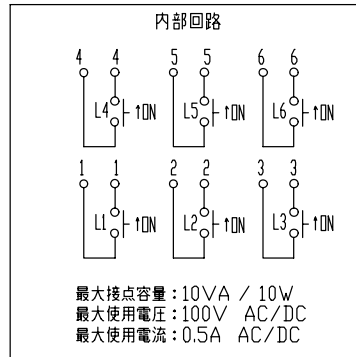 内部回路
4 4 5 5 6 6
L4 ↑ON L5 ↑ON L6 ↑ON
1 1 2 2 3 3
L1 ↑ON L2 ↑ON L3 ↑ON
最大接点容量：10VA / 10W
最大使用電圧：100V AC/DC
最大使用電流：0.5A AC/DC